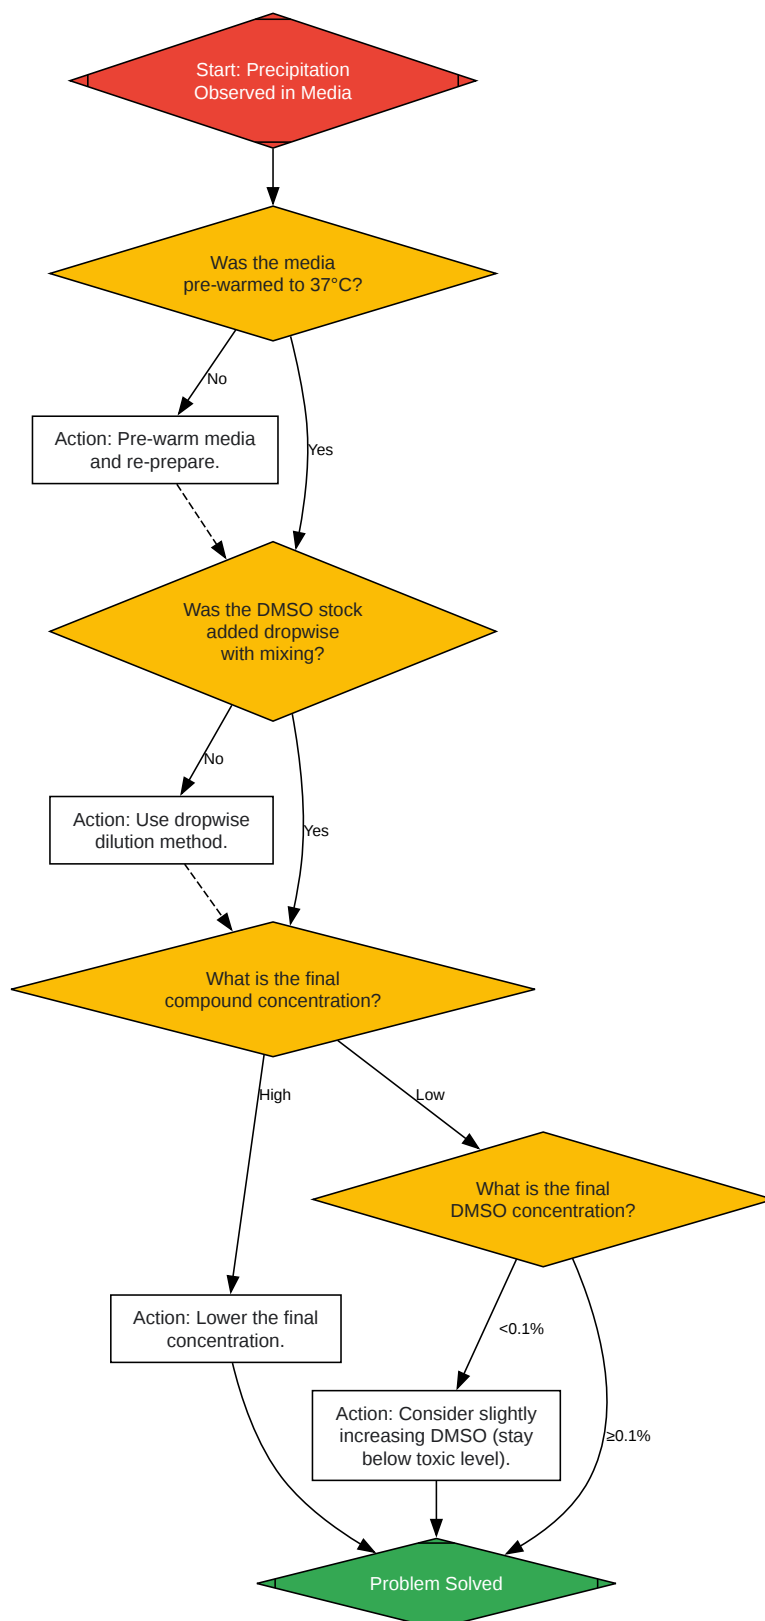 Start: Precipitation
Observed in Media
Was the media
pre-warmed to 37°C?
No
Action: Pre-warm media
and re-prepare.
Yes
Was the DMSO stock
added dropwise
with mixing?
No
Action: Use dropwise
dilution method.
Yes
What is the final
compound concentration?
High
Low
What is the final
DMSO concentration?
Action: Lower the final
concentration.
<0.1%
Action: Consider slightly
increasing DMSO (stay
below toxic level).
≥0.1%
Problem Solved